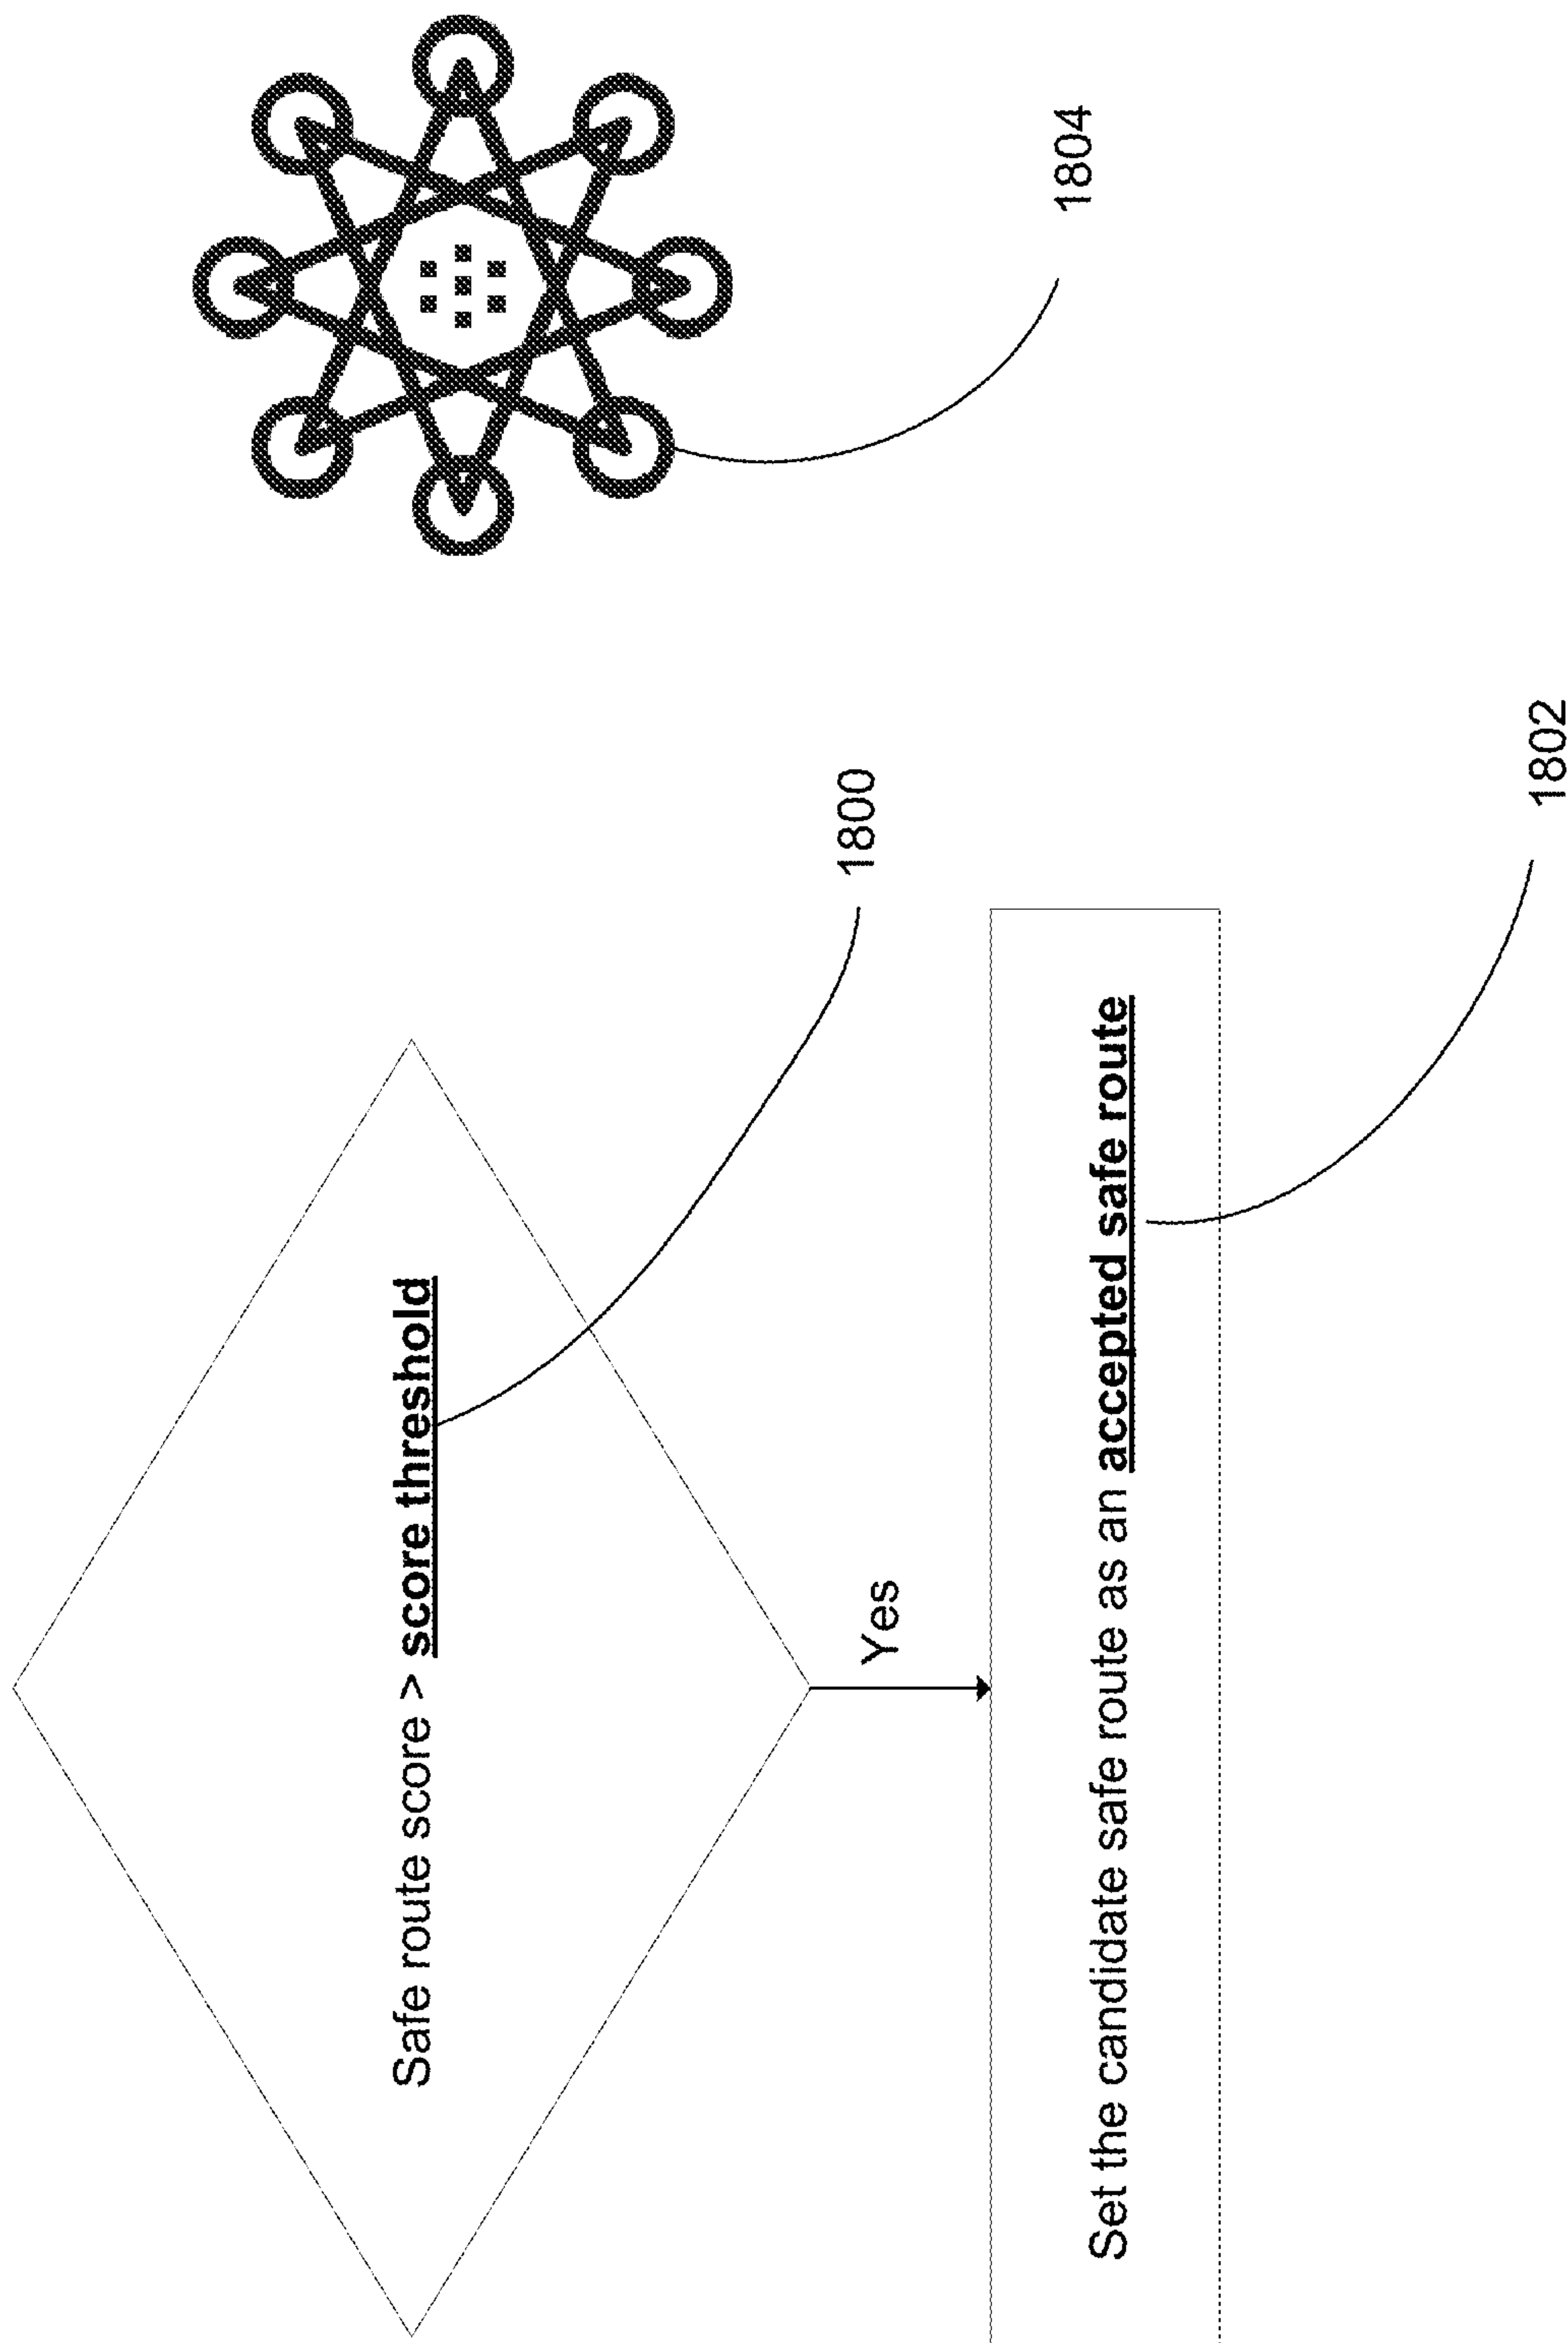 Safe route score > score threshold
1800
Yes
Set the candidate safe route as an accepted safe route
1802
1804